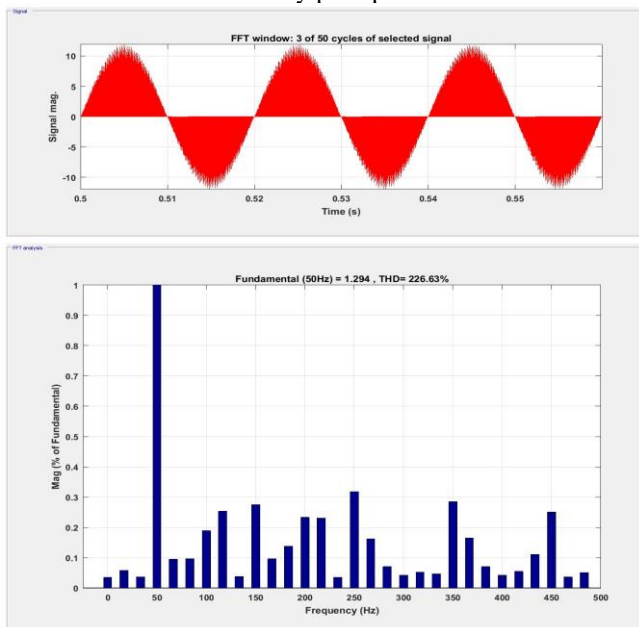 Signal
FFT window: 3 of 50 cycles of selected signal
10
5
0
-5
-10
Signal mag.
0.5 0.51 0.52 0.53 0.54 0.55
Time (s)
FFT analysis
Fundamental (50Hz) = 1.294 , THD= 226.63%
1
0.9
0.8
0.7
0.6
0.5
0.4
0.3
0.2
0.1
0
Mag (% of Fundamental)
0 50 100 150 200 250 300 350 400 450 500
Frequency (Hz)